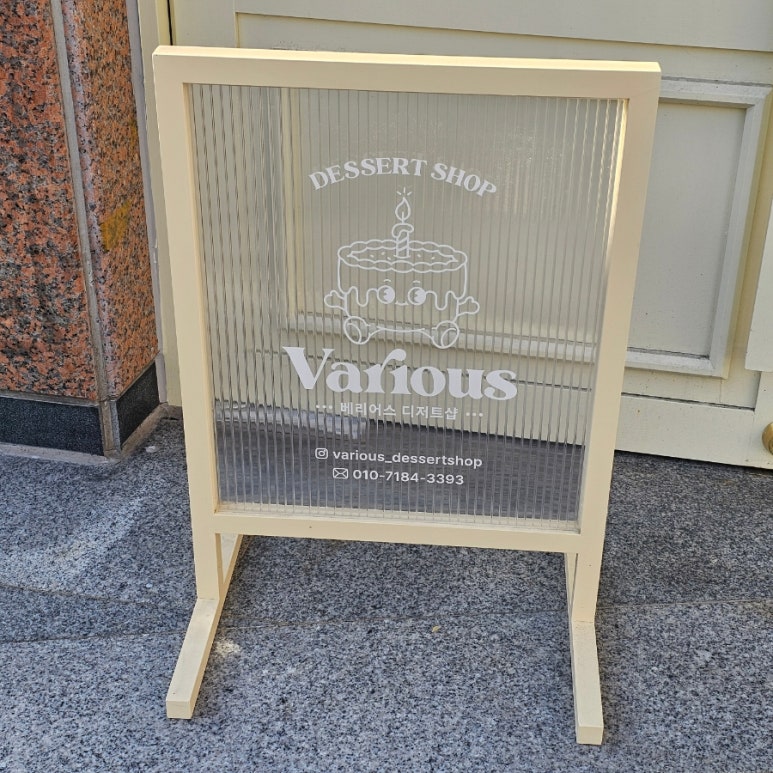 DESSERT SHOP
Various
••• 베리어스 디저트샵 •••
various_dessertshop
010-7184-3393